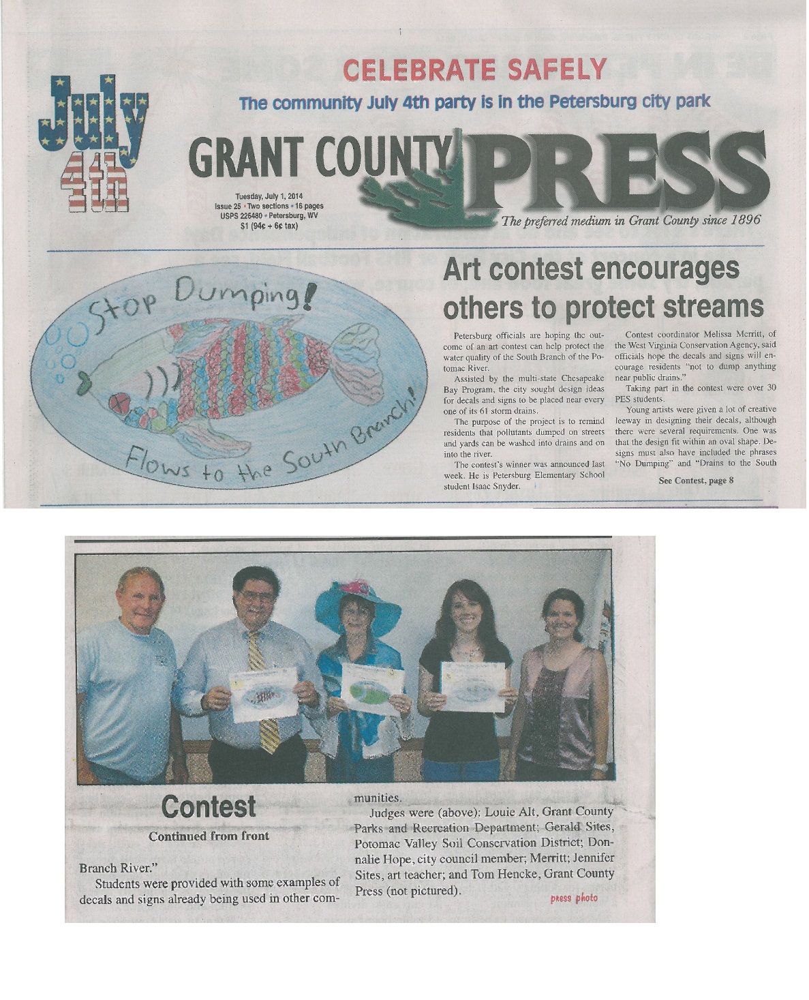 CELEBRATE SAFELY
The community July 4th party is in the Petersburg city park
July
4th
GRANT COUNTY PRESS
Tuesday, July 1, 2014
Issue 25 • Two sections • 16 pages
USPS 226480 • Petersburg, WV
$1 (94¢ + 6¢ tax)
The preferred medium in Grant County since 1896
Stop Dumping!
Flows to the South Branch!
Art contest encourages
others to protect streams
Petersburg officials are hoping the out-
come of an art contest can help protect the
water quality of the South Branch of the Po-
tomac River.
Assisted by the multi-state Chesapeake
Bay Program, the city sought design ideas
for decals and signs to be placed near every
one of its 61 storm drains.
The purpose of the project is to remind
residents that pollutants dumped on streets
and yards can be washed into drains and on
into the river.
The contest's winner was announced last
week. He is Petersburg Elementary School
student Isaac Snyder.
Contest coordinator Melissa Merritt, of
the West Virginia Conservation Agency, said
officials hope the decals and signs will en-
courage residents "not to dump anything
near public drains."
Taking part in the contest were over 30
PES students.
Young artists were given a lot of creative
leeway in designing their decals, although
there were several requirements. One was
that the design fit within an oval shape. De-
signs must also have included the phrases
"No Dumping" and "Drains to the South
See Contest, page 8
Contest
Continued from front
Branch River."
Students were provided with some examples of
decals and signs already being used in other com-
munities.
Judges were (above): Louie Alt, Grant County
Parks and Recreation Department; Gerald Sites,
Potomac Valley Soil Conservation District; Don-
nalie Hope, city council member; Merritt; Jennifer
Sites, art teacher; and Tom Hencke, Grant County
Press (not pictured).
press photo